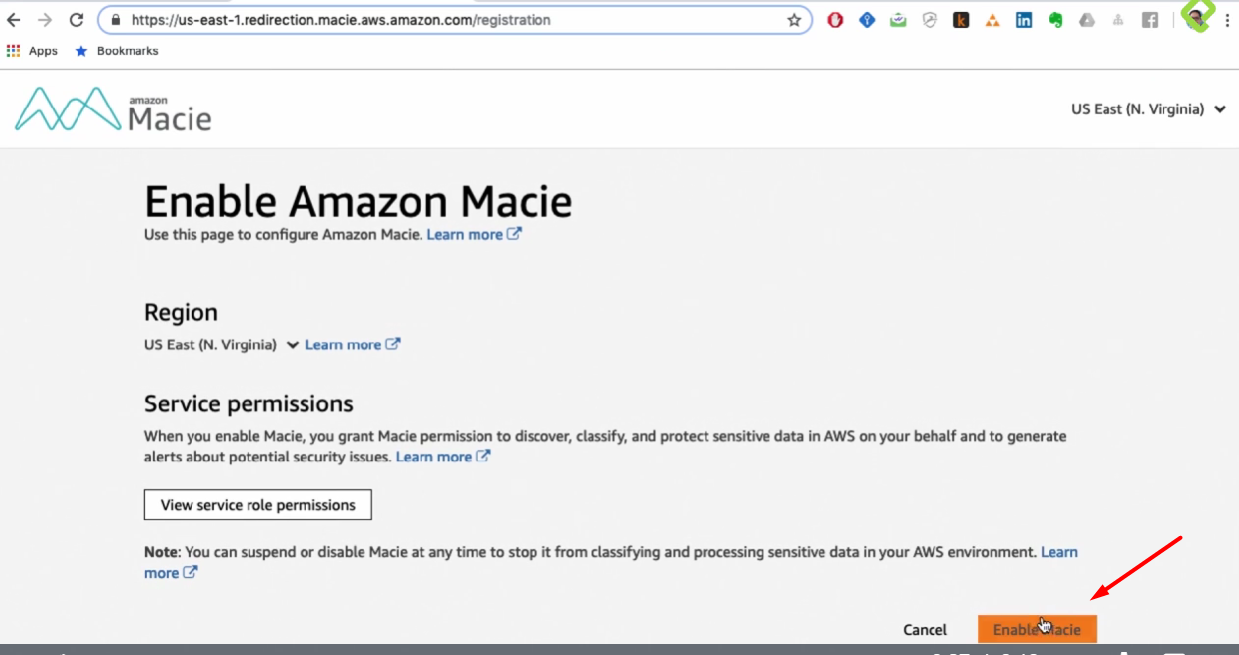 https://us-east-1.redirection.macie.aws.amazon.com/registration
Apps Bookmarks
amazon
Macie
US East (N. Virginia)
Enable Amazon Macie
Use this page to configure Amazon Macie. Learn more
Region
US East (N. Virginia) Learn more
Service permissions
When you enable Macie, you grant Macie permission to discover, classify, and protect sensitive data in AWS on your behalf and to generate
alerts about potential security issues. Learn more
View service role permissions
Note: You can suspend or disable Macie at any time to stop it from classifying and processing sensitive data in your AWS environment. Learn
more
Cancel Enable Macie